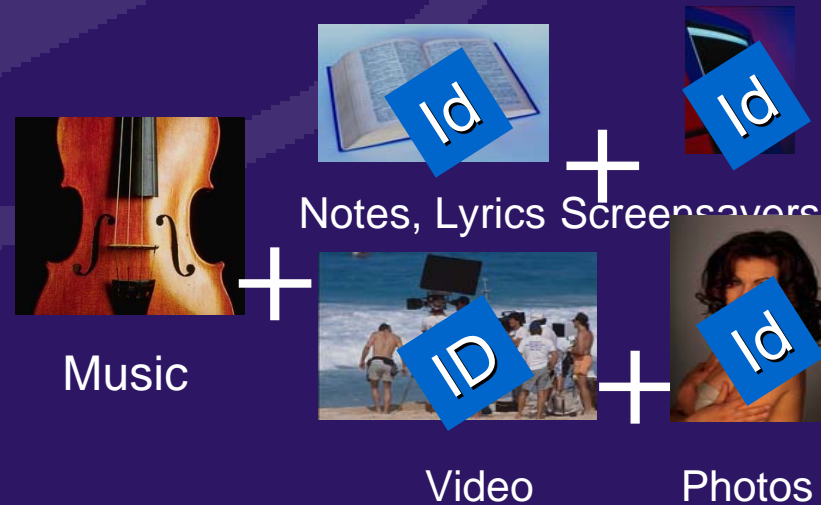 Id
Id
Notes, Lyrics Screensavers
ID
Id
Music
Video
Photos